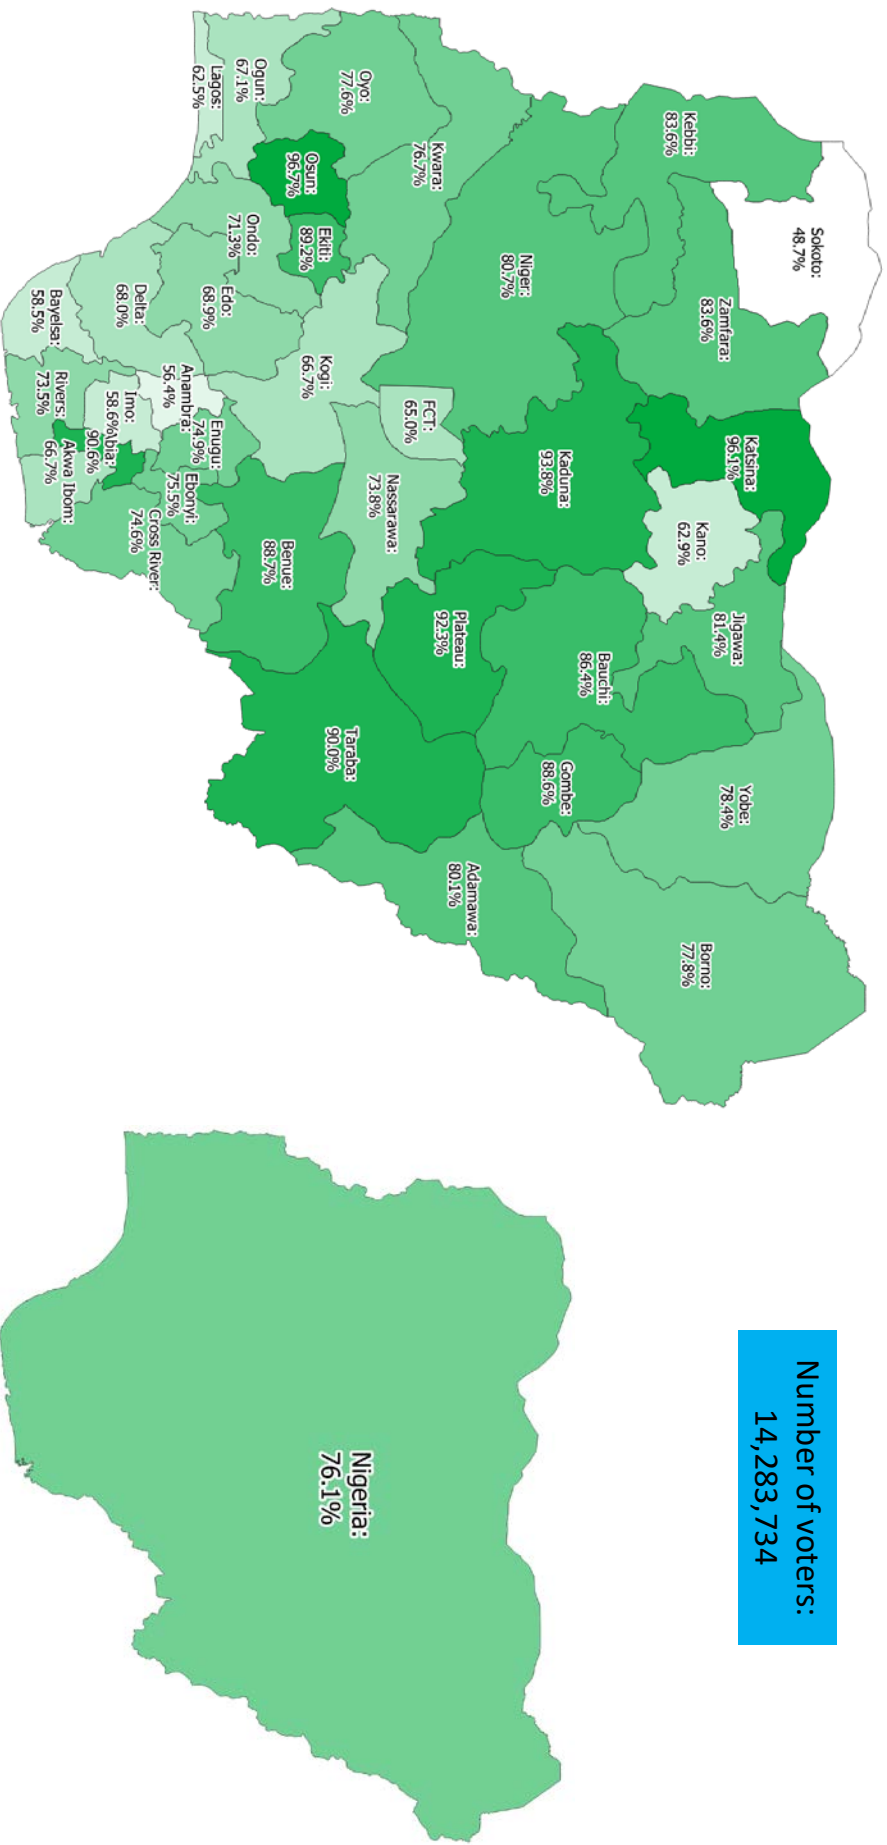 Sokoto:
48.7%
Kebbi:
83.6%
Zamfara:
83.6%
Katsina:
96.1%
Kano:
62.9%
Jigawa:
81.4%
Yobe:
78.4%
Borno:
77.8%
Niger:
80.7%
Kaduna:
93.8%
Bauchi:
86.4%
Gombe:
88.6%
Kwara:
76.7%
FCT:
65.0%
Plateau:
92.3%
Adamawa:
80.1%
Oyo:
77.6%
Osun:
96.7%
Ekiti:
89.2%
Kogi:
66.7%
Nassarawa:
73.8%
Benue:
88.7%
Taraba:
90.0%
Ogun:
67.1%
Lagos:
62.5%
Ondo:
71.3%
Edo:
68.9%
Delta:
68.0%
Bayelsa:
58.5%
Anambra:
56.4%
Enugu:
74.9%
Ebonyi:
75.5%
Imo:
58.6%
Abia:
90.6%
Rivers:
73.5%
Akwa Ibom:
66.7%
Cross River:
74.6%
Number of voters:
14,283,734
Nigeria:
76.1%